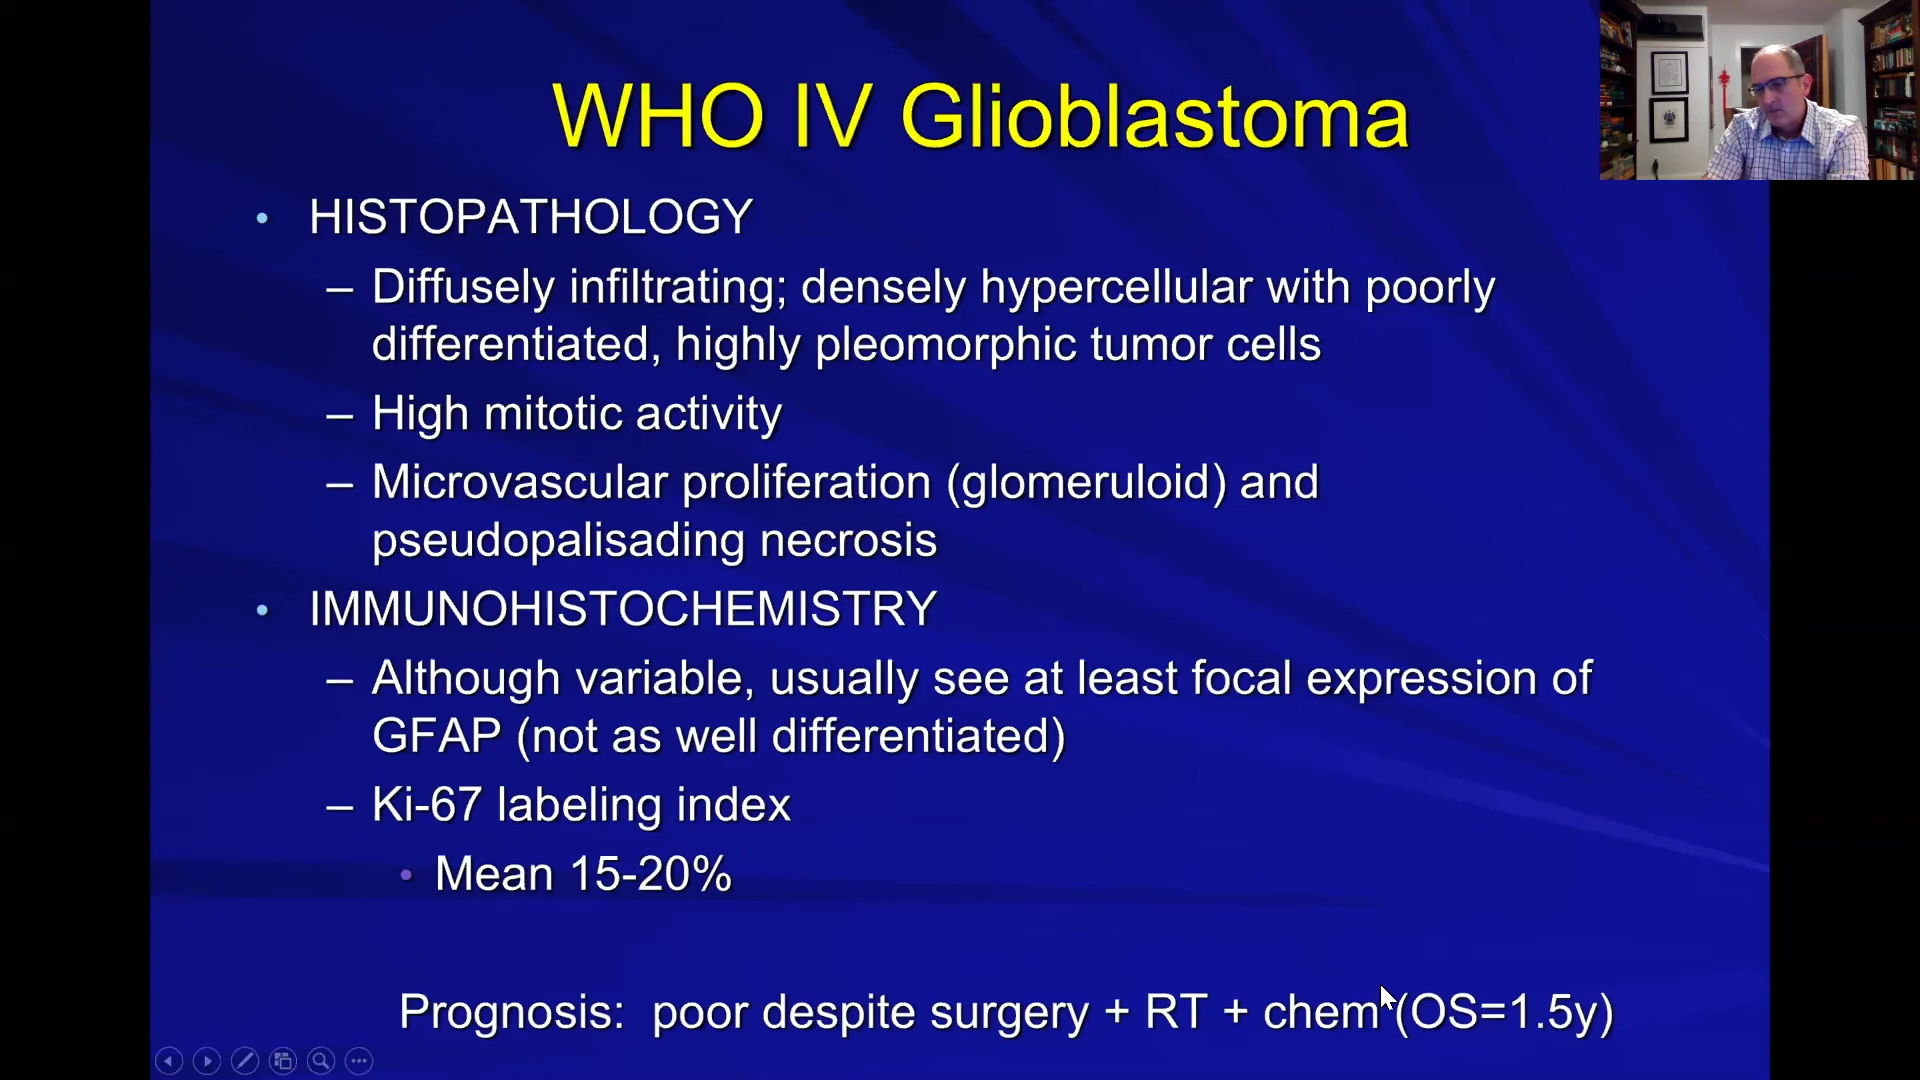 WHO IV Glioblastoma
• HISTOPATHOLOGY
– Diffusely infiltrating; densely hypercellular with poorly
differentiated, highly pleomorphic tumor cells
– High mitotic activity
– Microvascular proliferation (glomeruloid) and
pseudopalisading necrosis
• IMMUNOHISTOCHEMISTRY
– Although variable, usually see at least focal expression of
GFAP (not as well differentiated)
– Ki-67 labeling index
• Mean 15-20%
Prognosis: poor despite surgery + RT + chem (OS=1.5y)